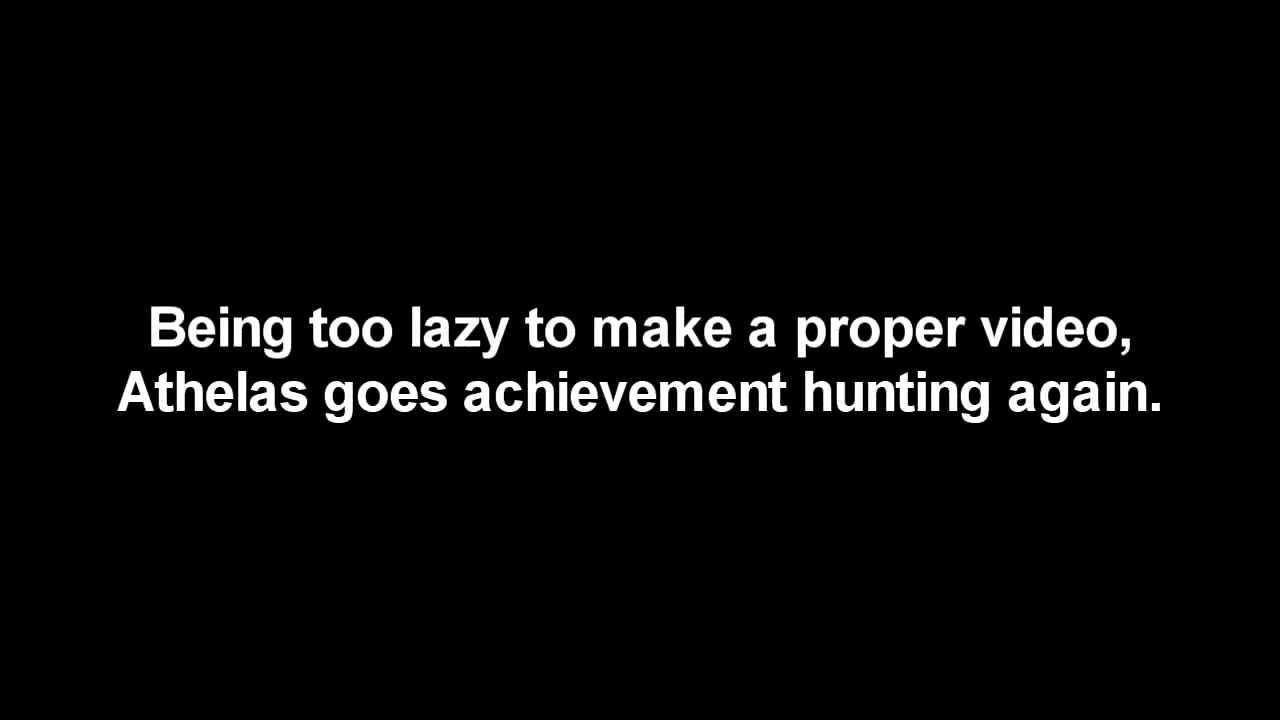 Being too lazy to make a proper video,
Athelas goes achievement hunting again.